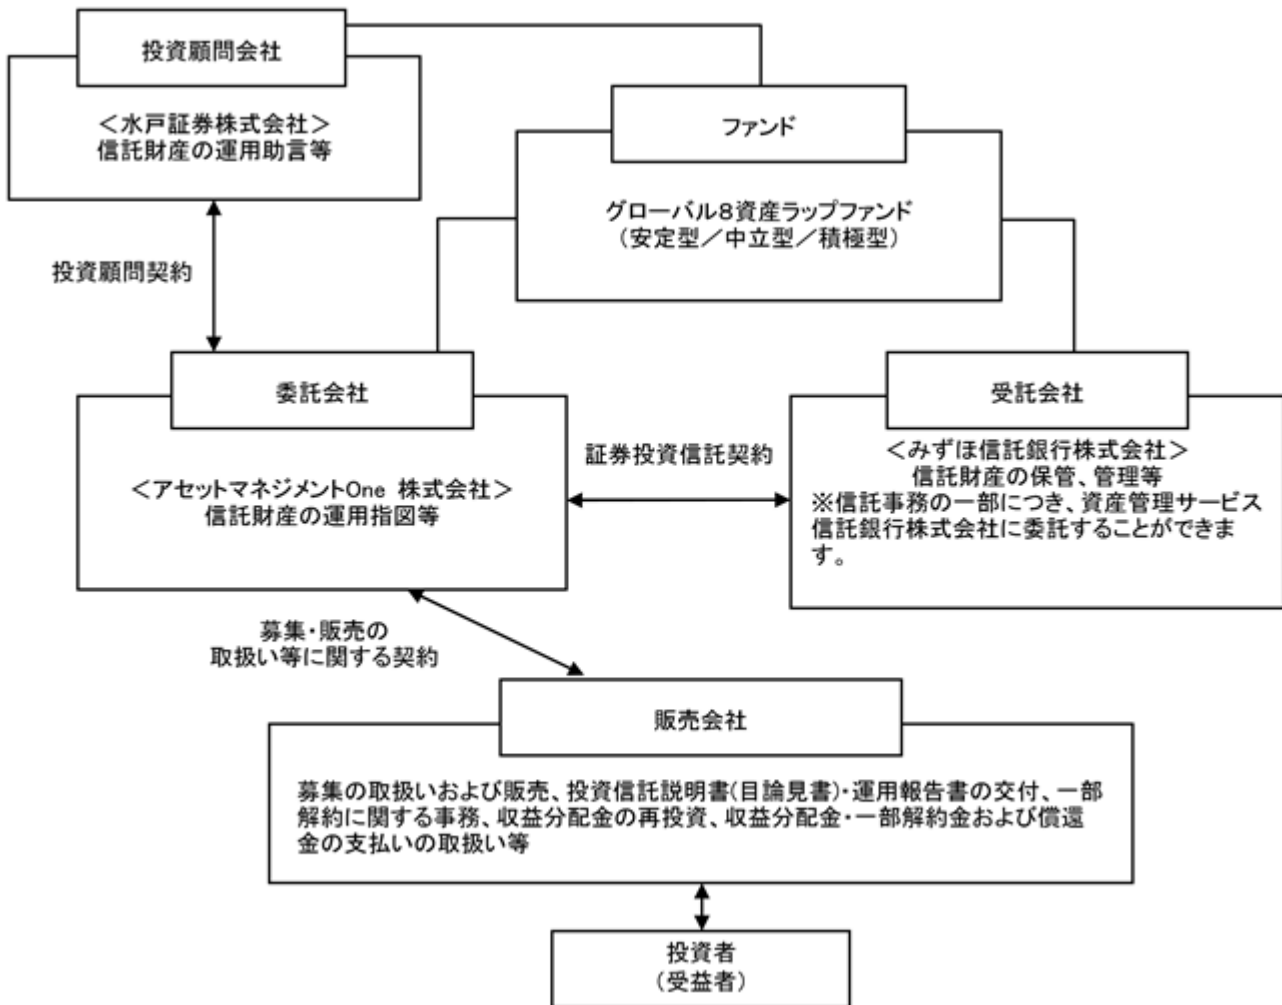 投資顧問会社
＜水戸証券株式会社＞
信託財産の運用助言等
ファンド
グローバル８資産ラップファンド
（安定型／中立型／積極型）
投資顧問契約
委託会社
＜アセットマネジメントOne 株式会社＞
信託財産の運用指図等
証券投資信託契約
受託会社
＜みずほ信託銀行株式会社＞
信託財産の保管、管理等
※信託事務の一部につき、資産管理サービス
信託銀行株式会社に委託することができま
す。
募集・販売の
取扱い等に関する契約
販売会社
募集の取扱いおよび販売、投資信託説明書(目論見書)・運用報告書の交付、一部
解約に関する事務、収益分配金の再投資、収益分配金・一部解約金および償還
金の支払いの取扱い等
投資者
（受益者）